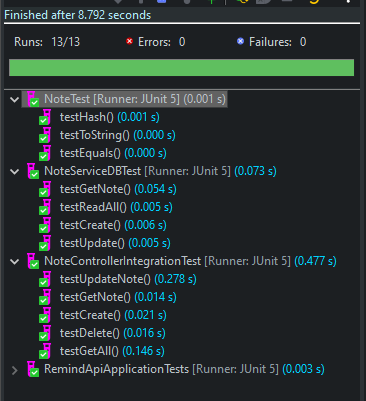 Finished after 8.792 seconds
Runs: 13/13 Errors: 0 Failures: 0
NoteTest [Runner: JUnit 5] (0.001 s)
testHash() (0.001 s)
testToString() (0.000 s)
testEquals() (0.000 s)
NoteServiceDBTest [Runner: JUnit 5] (0.073 s)
testGetNote() (0.054 s)
testReadAll() (0.005 s)
testCreate() (0.006 s)
testUpdate() (0.005 s)
NoteControllerIntegrationTest [Runner: JUnit 5] (0.477 s)
testUpdateNote() (0.278 s)
testGetNote() (0.014 s)
testCreate() (0.021 s)
testDelete() (0.016 s)
testGetAll() (0.146 s)
RemindApiApplicationTests [Runner: JUnit 5] (0.003 s)